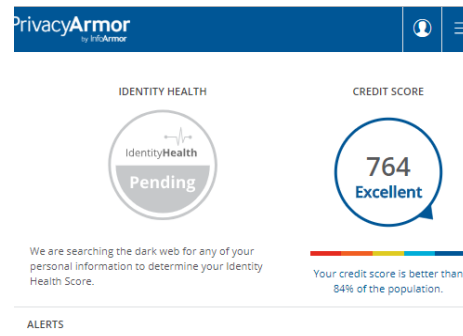 PrivacyArmor
by InfoArmor
IDENTITY HEALTH
IdentityHealth
Pending
We are searching the dark web for any of your
personal information to determine your Identity
Health Score.
CREDIT SCORE
764
Excellent
Your credit score is better than
84% of the population.
ALERTS